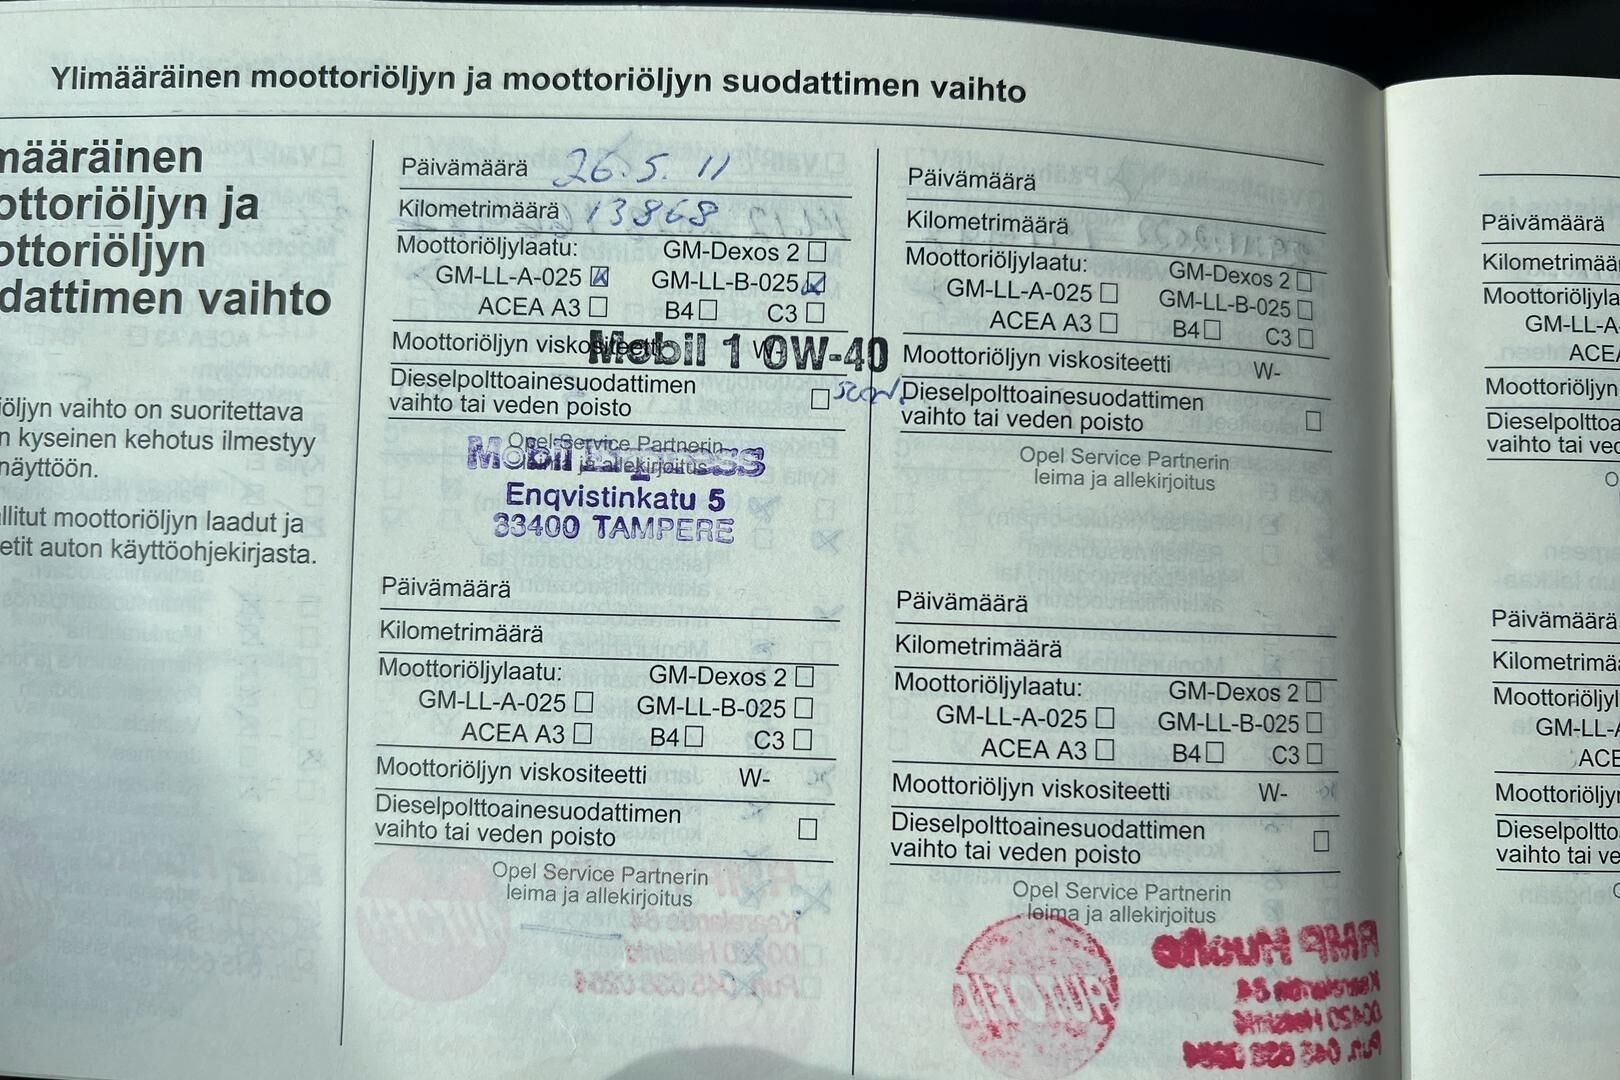 Ylimääräinen moottoriöljyn ja moottoriöljyn suodattimen vaihto
määräinen
ottoriöljyn ja
ottoriöljyn
dattimen vaihto
öljyn vaihto on suoritettava
n kyseinen kehotus ilmestyy
näyttöön.
llitut moottoriöljyn laadut ja
etit auton käyttöohjekirjasta.
Päivämäärä 26.5. 11
Kilometrimäärä 13868
Moottoriöljylaatu: GM-Dexos 2
GM-LL-A-025 GM-LL-B-025
ACEA A3 B4 C3
Moottoriöljyn viskositeetti
Mobil 1 0W-40
Dieselpolttoainesuodattimen
vaihto tai veden poisto
Opel Service Partnerin
leima ja allekirjoitus
Mobil Express
Enqvistinkatu 5
33400 TAMPERE
Päivämäärä
Kilometrimäärä
Moottoriöljylaatu: GM-Dexos 2
GM-LL-A-025 GM-LL-B-025
ACEA A3 B4 C3
Moottoriöljyn viskositeetti W-
Dieselpolttoainesuodattimen
vaihto tai veden poisto
Opel Service Partnerin
leima ja allekirjoitus
Päivämäärä
Kilometrimäärä
Moottoriöljylaatu: GM-Dexos 2
GM-LL-A-025 GM-LL-B-025
ACEA A3 B4 C3
Moottoriöljyn viskositeetti W-
Dieselpolttoainesuodattimen
vaihto tai veden poisto
Opel Service Partnerin
leima ja allekirjoitus
Päivämäärä
Kilometrimäärä
Moottoriöljylaatu: GM-Dexos 2
GM-LL-A-025 GM-LL-B-025
ACEA A3 B4 C3
Moottoriöljyn viskositeetti W-
Dieselpolttoainesuodattimen
vaihto tai veden poisto
Opel Service Partnerin
leima ja allekirjoitus
Päivämäärä
Kilometrimää
Moottoriöljyla
GM-LL-A
ACEA
Moottoriöljyn
Dieselpolttoa
vaihto tai ved
Päivämäärä
Kilometrimää
Moottoriöljyl
GM-LL-A
ACE
Moottoriöljyn
Dieselpoltto
vaihto tai ve